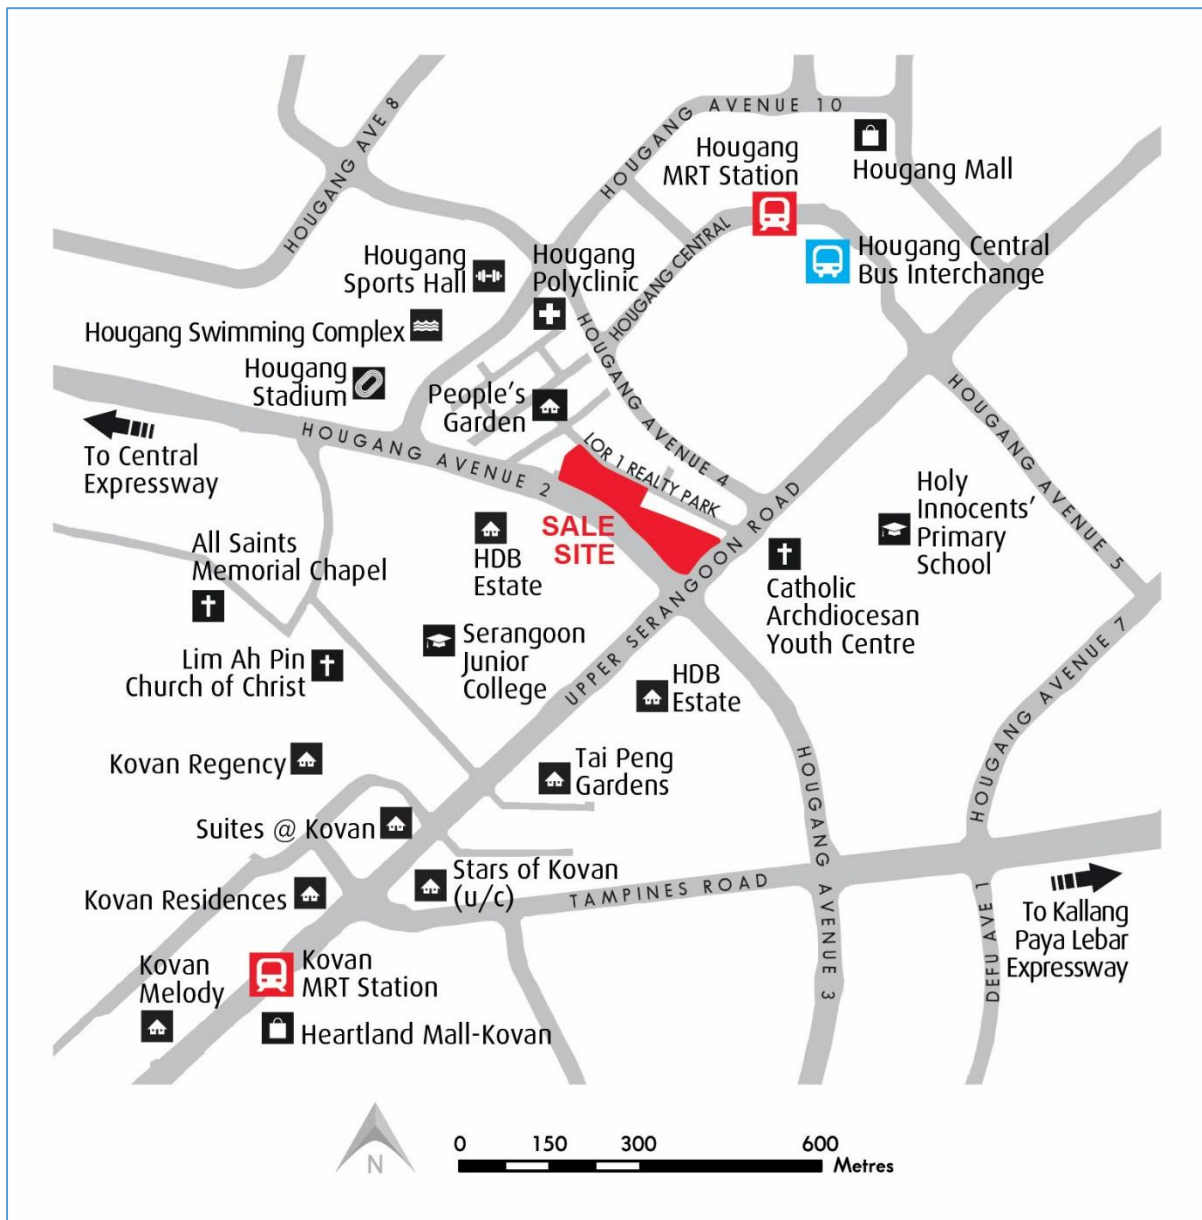 HOUGANG AVE 8
HOUGANG AVENUE 10
Hougang
MRT Station
Hougang Mall
Hougang
Sports Hall
Hougang
Polyclinic
HOUGANG CENTRAL
Hougang Central
Bus Interchange
Hougang Swimming Complex
Hougang
Stadium
People's
Garden
HOUGANG AVENUE 4
HOUGANG AVENUE 5
To Central
Expressway
HOUGANG AVENUE 2
LOR 1 REALTY PARK
SALE
SITE
HDB
Estate
Holy
Innocents'
Primary
School
All Saints
Memorial Chapel
UPPER SERANGOON ROAD
Catholic
Archdiocesan
Youth Centre
Serangoon
Junior
College
Lim Ah Pin
Church of Christ
HDB
Estate
HOUGANG AVENUE 7
Kovan Regency
Tai Peng
Gardens
HOUGANG AVENUE 3
Suites @ Kovan
Stars of Kovan
(u/c)
Kovan Residences
TAMPINES ROAD
DEFU AVE 1
To Kallang
Paya Lebar
Expressway
Kovan
Melody
Kovan
MRT Station
Heartland Mall-Kovan
N
0 150 300 600
Metres